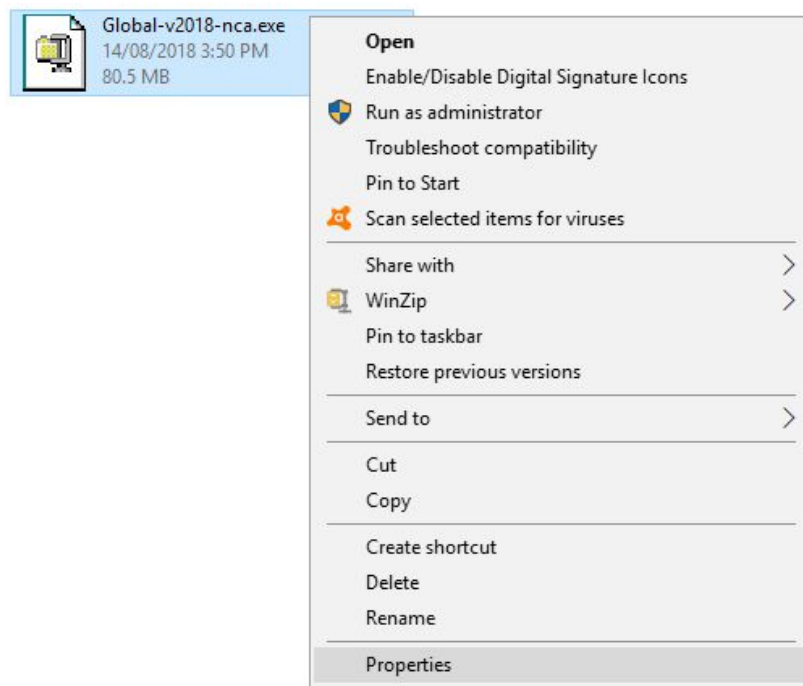 Global-v2018-nca.exe
14/08/2018 3:50 PM
80.5 MB
Open
Enable/Disable Digital Signature Icons
Run as administrator
Troubleshoot compatibility
Pin to Start
Scan selected items for viruses
Share with
WinZip
Pin to taskbar
Restore previous versions
Send to
Cut
Copy
Create shortcut
Delete
Rename
Properties